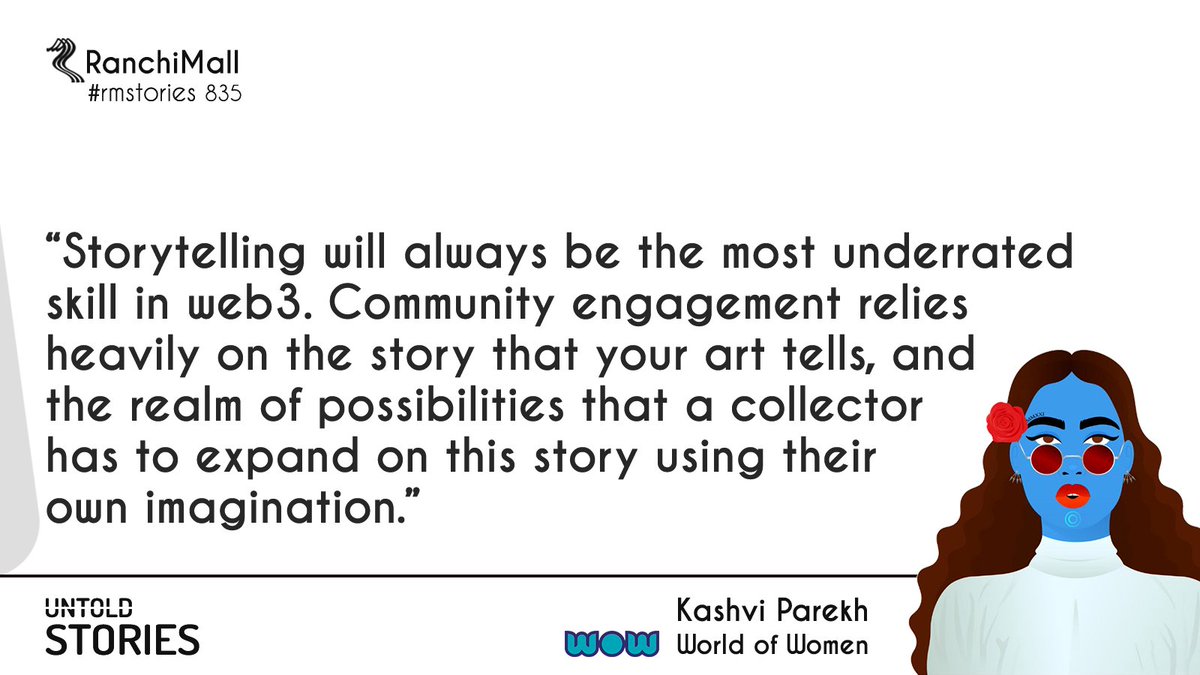 RanchiMall
#rmstories 835
“Storytelling will always be the most underrated
skill in web3. Community engagement relies
heavily on the story that your art tells, and
the realm of possibilities that a collector
has to expand on this story using their
own imagination.”
UNTOLD
STORIES
WOW
Kashvi Parekh
World of Women
MMXXI
©